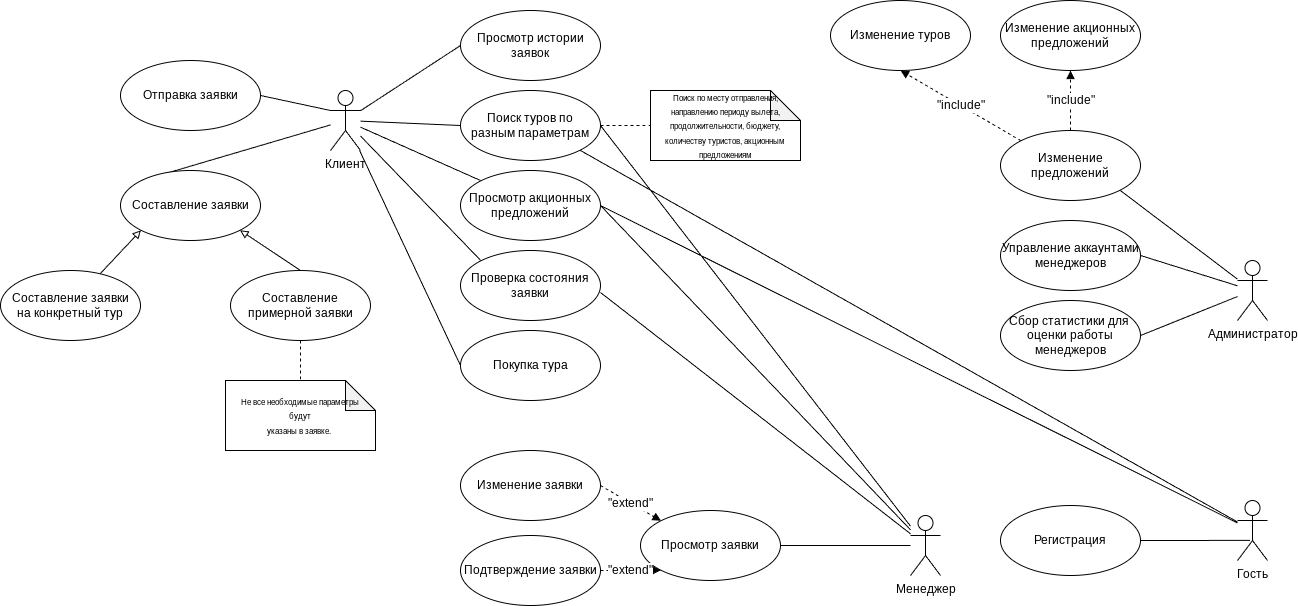 Изменение туров
Изменение акционных
предложений
Просмотр истории
заявок
Отправка заявки
Поиск туров по
разным параметрам
Поиск по месту отправления,
направлению периоду вылета,
продолжительности, бюджету,
количеству туристов, акционным
предложениям
"include"
"include"
Клиент
Изменение
предложений
Составление заявки
Просмотр акционных
предложений
Управление аккаунтами
менеджеров
Проверка состояния
заявки
Составление заявки
на конкретный тур
Составление
примерной заявки
Сбор статистики для
оценки работы
менеджеров
Администратор
Покупка тура
Не все необходимые параметры
будут
указаны в заявке.
Изменение заявки
"extend"
Просмотр заявки
Подтверждение заявки
"extend"
Менеджер
Регистрация
Гость